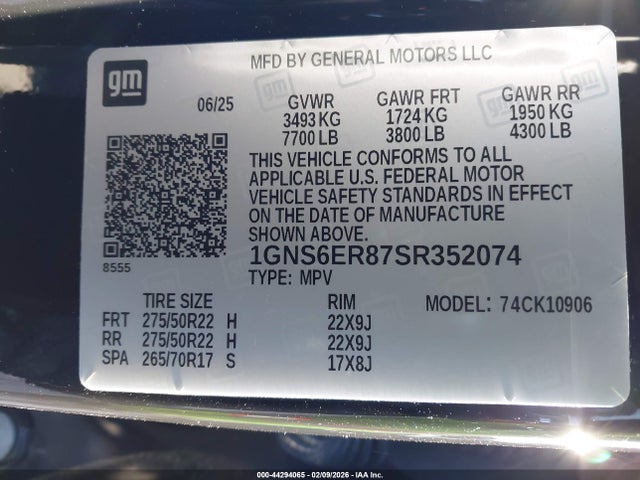 gm
MFD BY GENERAL MOTORS LLC
06/25 GVWR GAWR FRT GAWR RR
3493 KG 1724 KG 1950 KG
7700 LB 3800 LB 4300 LB
THIS VEHICLE CONFORMS TO ALL
APPLICABLE U.S. FEDERAL MOTOR
VEHICLE SAFETY STANDARDS IN EFFECT
ON THE DATE OF MANUFACTURE
SHOWN ABOVE.
8555
1GNS6ER87SR352074
TYPE: MPV
TIRE SIZE RIM MODEL: 74CK10906
FRT 275/50R22 H 22X9J
RR 275/50R22 H 22X9J
SPA 265/70R17 S 17X8J
000-44294065 - 02/09/2026 - IAA Inc.